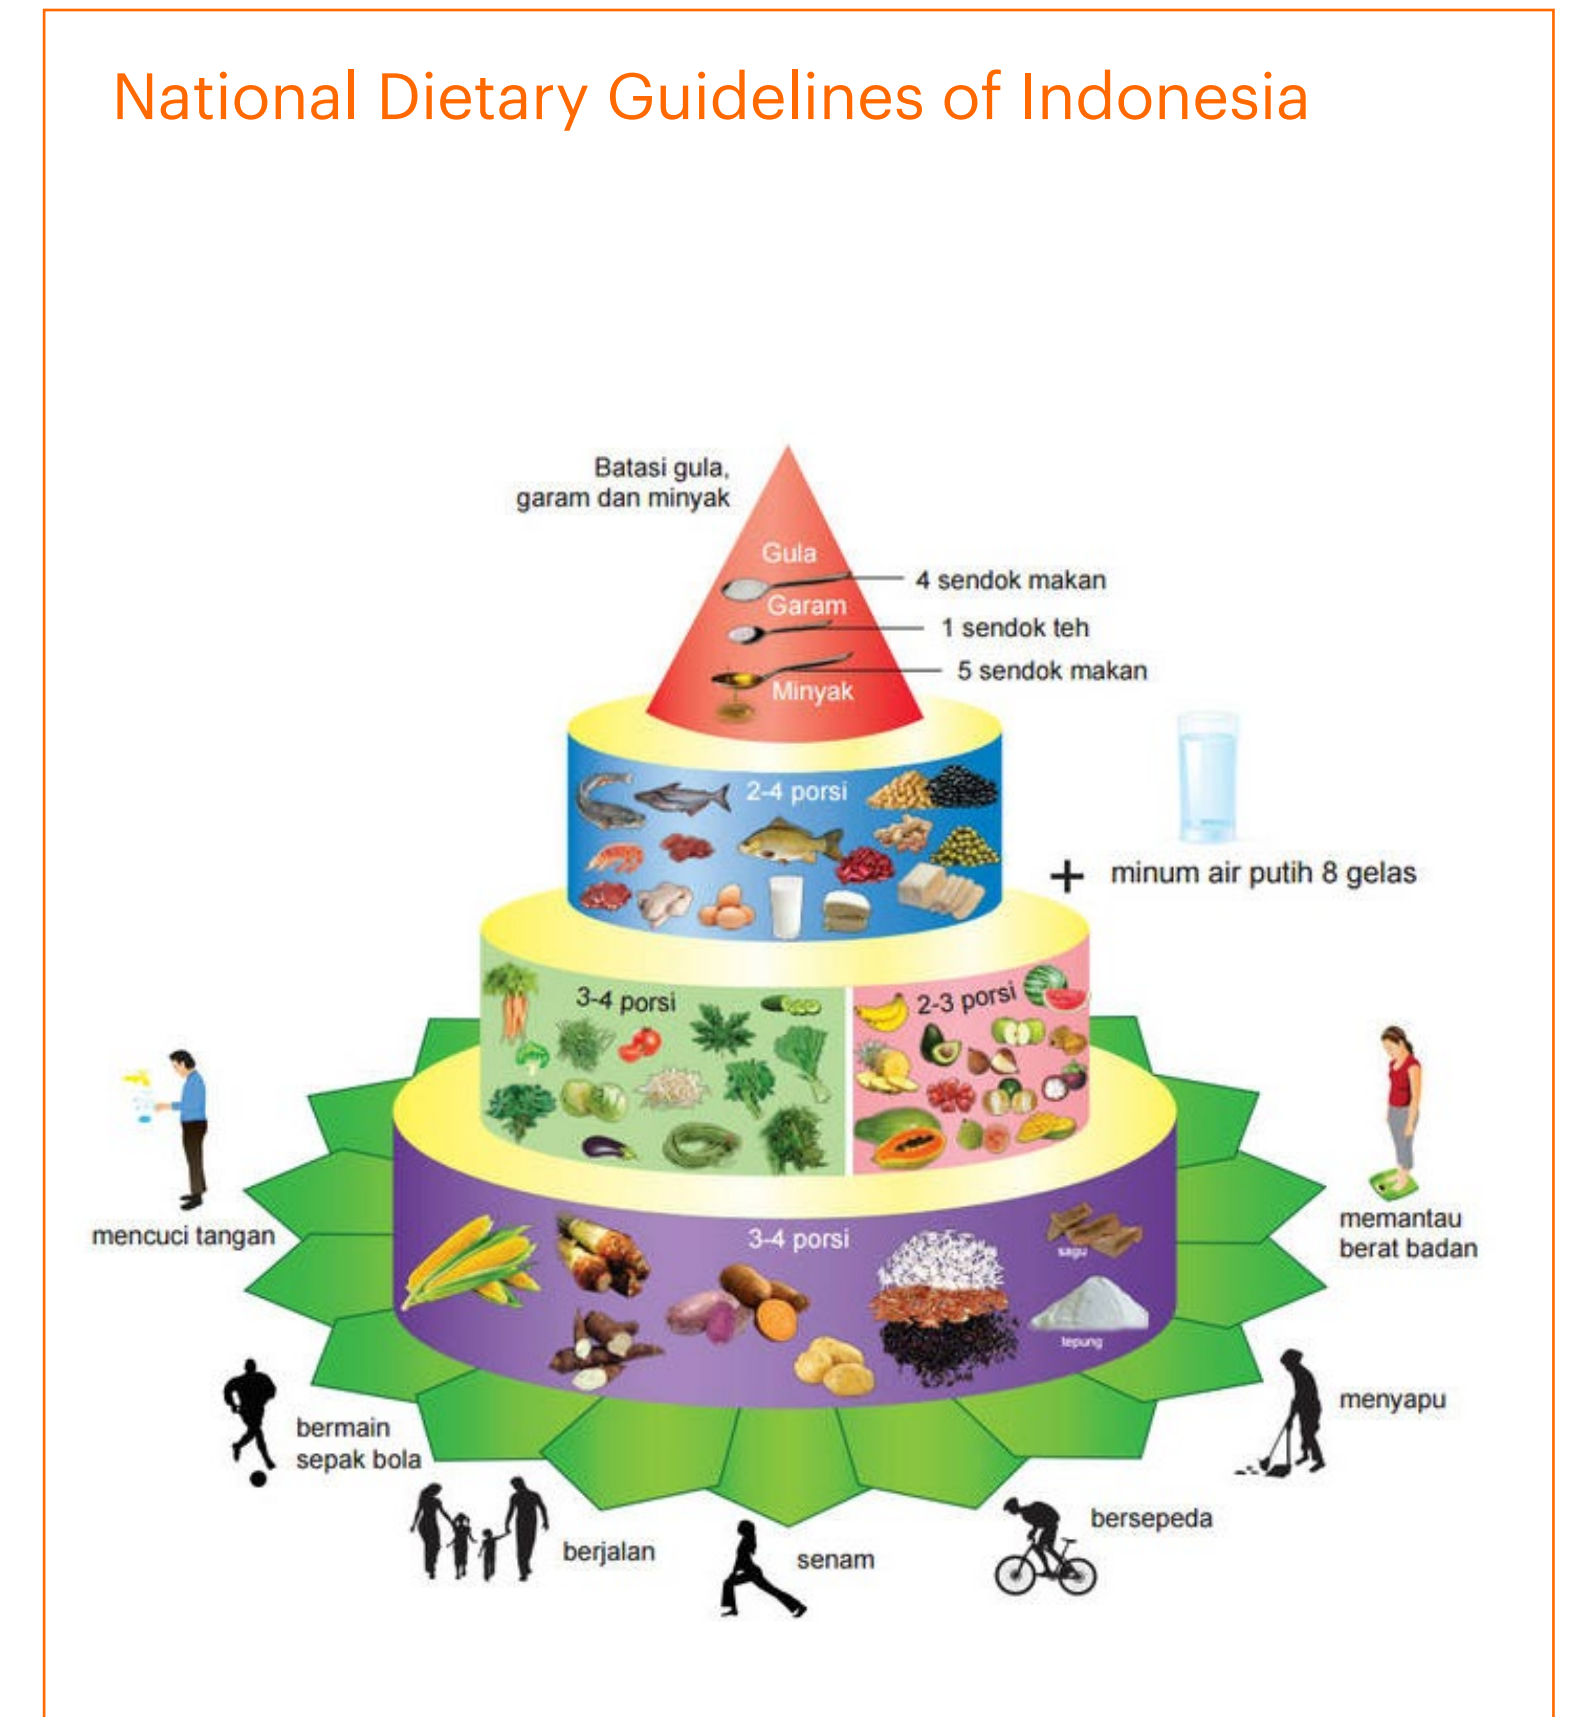 National Dietary Guidelines of Indonesia
Batasi gula,
garam dan minyak
Gula
4 sendok makan
Garam
1 sendok teh
5 sendok makan
Minyak
2-4 porsi
+ minum air putih 8 gelas
3-4 porsi
2-3 porsi
mencuci tangan
memantau
berat badan
3-4 porsi
sagu
tepung
bermain
sepak bola
menyapu
berjalan
senam
bersepeda